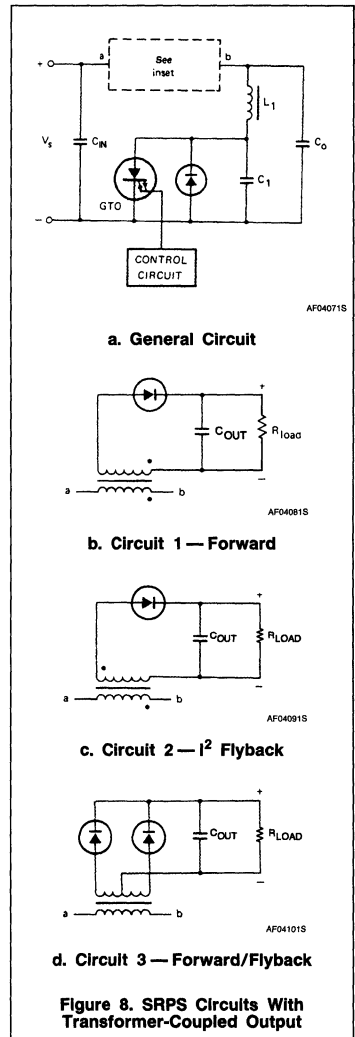 a
See
inset
b
+
L1
Vs
CIN
Co
C1
GTO
−
CONTROL
CIRCUIT
AF04071S
a. General Circuit
+
COUT
Rload
−
a
b
AF04081S
b. Circuit 1 — Forward
+
COUT
RLOAD
−
a
b
AF04091S
c. Circuit 2 — I² Flyback
+
COUT
RLOAD
−
a
b
AF04101S
d. Circuit 3 — Forward/Flyback
Figure 8. SRPS Circuits With
Transformer-Coupled Output